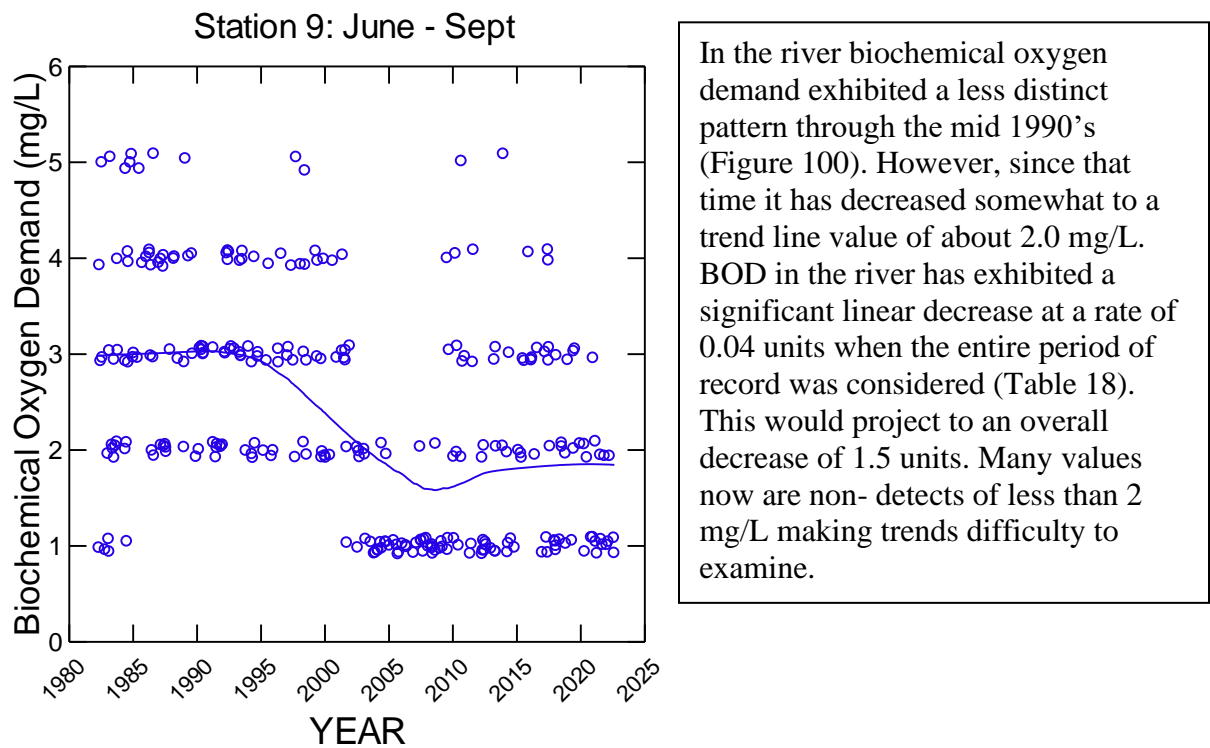 Station 9: June - Sept
Biochemical Oxygen Demand (mg/L)
6
5
4
3
2
1
0
1980
1985
1990
1995
2000
2005
2010
2015
2020
2025
YEAR
In the river biochemical oxygen
demand exhibited a less distinct
pattern through the mid 1990’s
(Figure 100). However, since that
time it has decreased somewhat to a
trend line value of about 2.0 mg/L.
BOD in the river has exhibited a
significant linear decrease at a rate of
0.04 units when the entire period of
record was considered (Table 18).
This would project to an overall
decrease of 1.5 units. Many values
now are non- detects of less than 2
mg/L making trends difficulty to
examine.